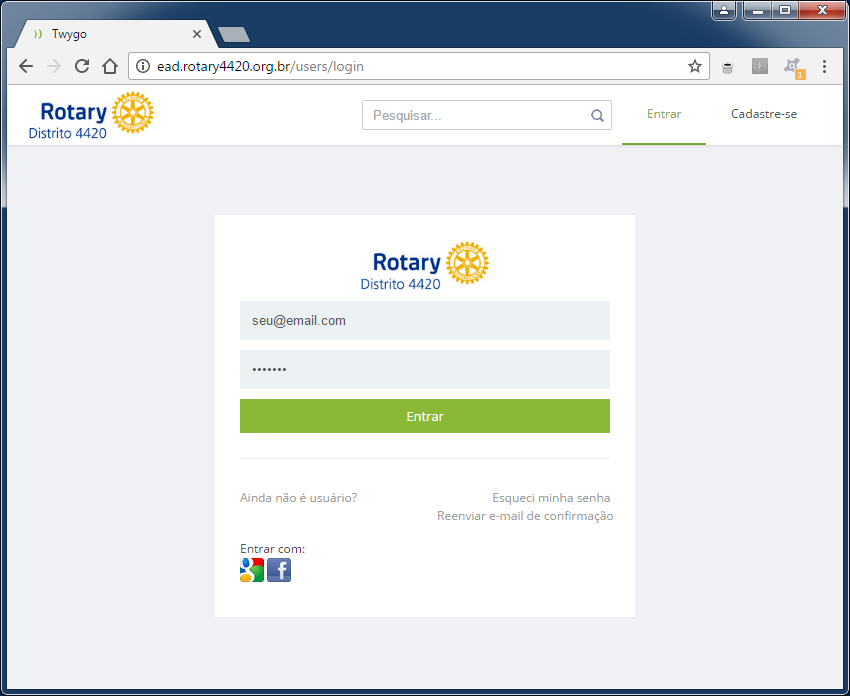 Twygo
ead.rotary4420.org.br/users/login
1
Rotary
Distrito 4420
Pesquisar...
Entrar
Cadastre-se
Rotary
Distrito 4420
seu@email.com
•••••••
Entrar
Ainda não é usuário?
Esqueci minha senha
Reenviar e-mail de confirmação
Entrar com: